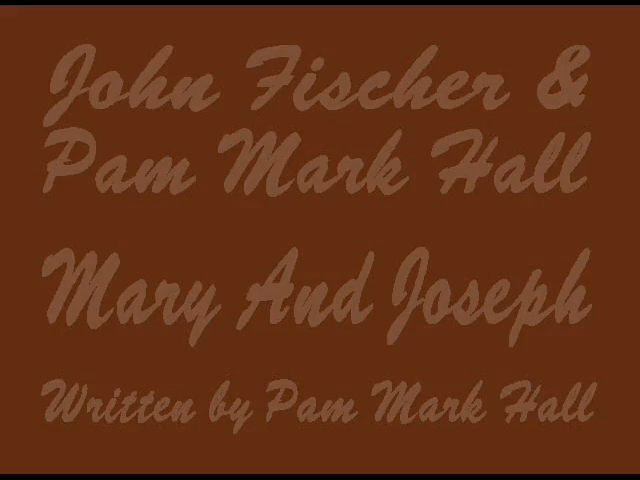 John Fischer &
Pam Mark Hall
Mary And Joseph
Written by Pam Mark Hall